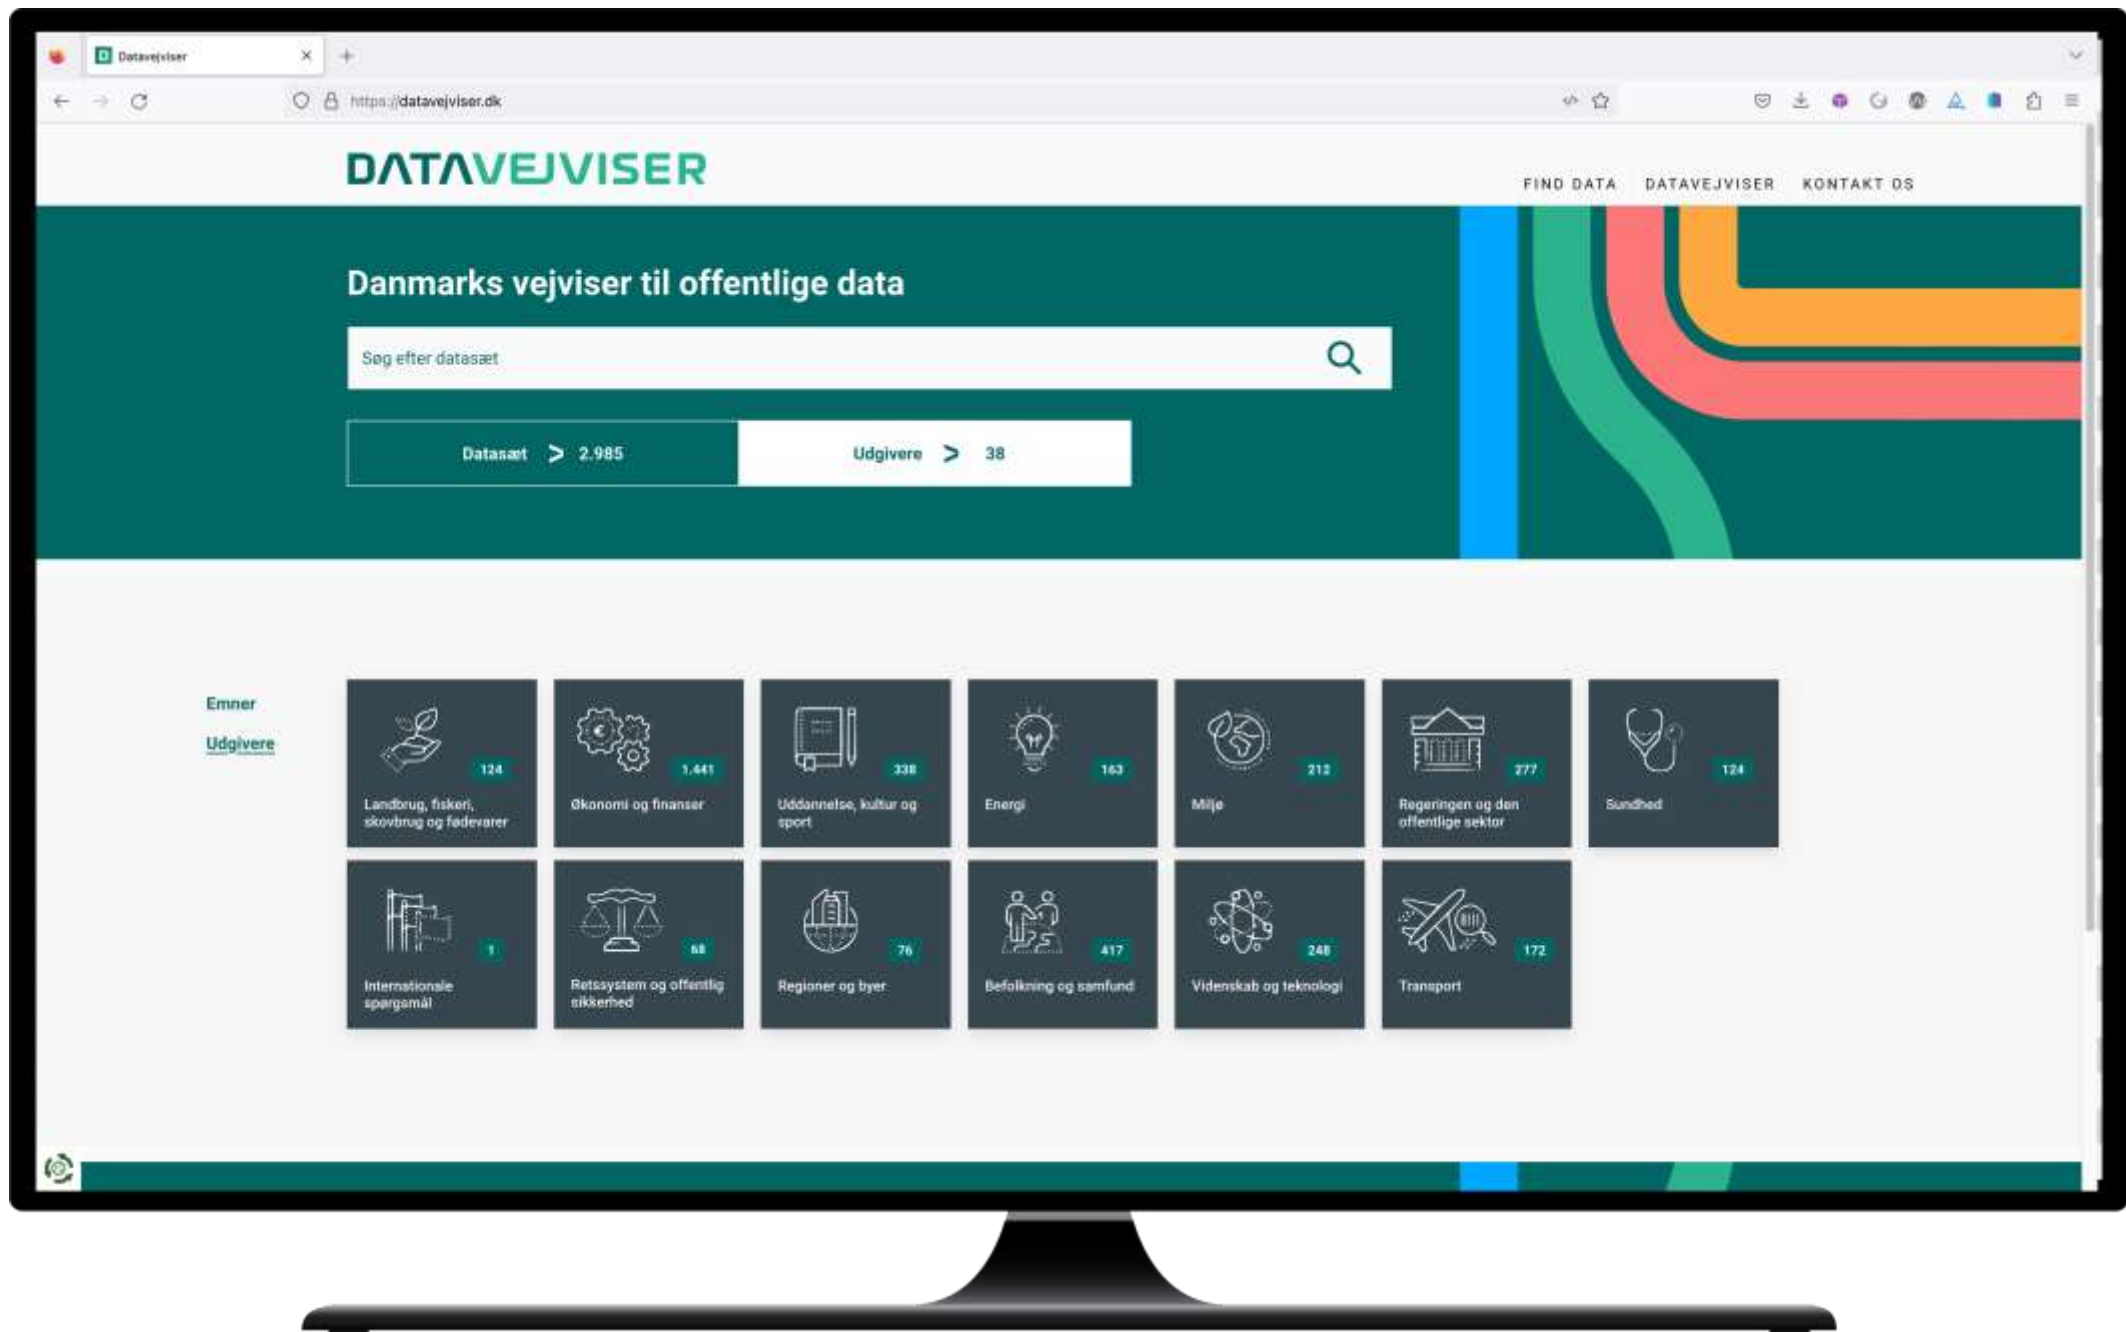 Datavejviser
https://datavejviser.dk
DATAVEJVISER
FIND DATA DATAVEJVISER KONTAKT OS
Danmarks vejviser til offentlige data
Søg efter datasæt
Datasæt > 2.985 Udgivere > 38
Emner
Udgivere
124
Landbrug, fiskeri,
skovbrug og fødevarer
1.441
Økonomi og finanser
338
Uddannelse, kultur og
sport
163
Energi
212
Miljø
277
Regeringen og den
offentlige sektor
124
Sundhed
1
Internationale
spørgsmål
68
Retssystem og offentlig
sikkerhed
76
Regioner og byer
417
Befolkning og samfund
248
Videnskab og teknologi
172
Transport